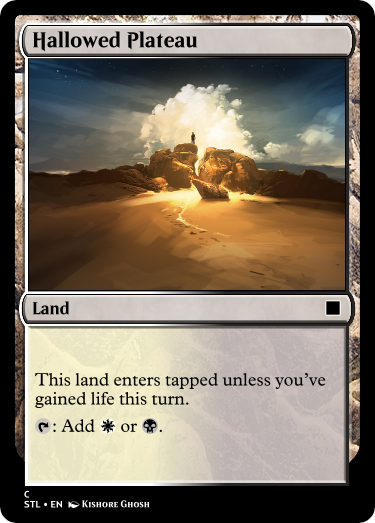 Hallowed Plateau
Land
This land enters tapped unless you've
gained life this turn.
: Add or .
C
STL • EN Kishore Ghosh